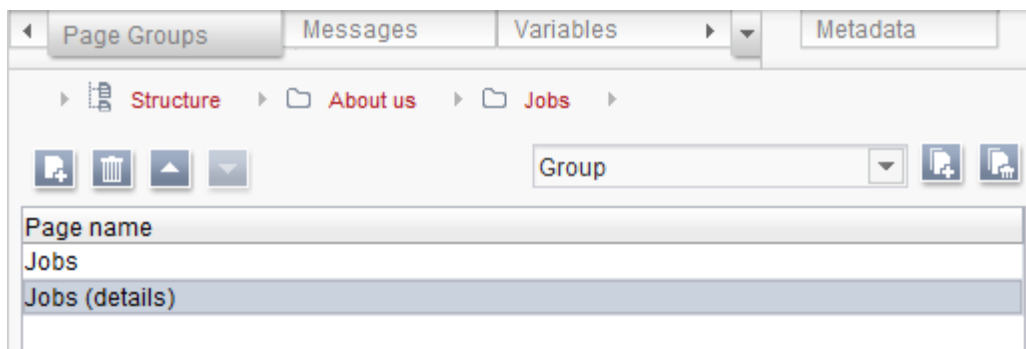 Page Groups Messages Variables Metadata
Structure About us Jobs
Group
Page name
Jobs
Jobs (details)